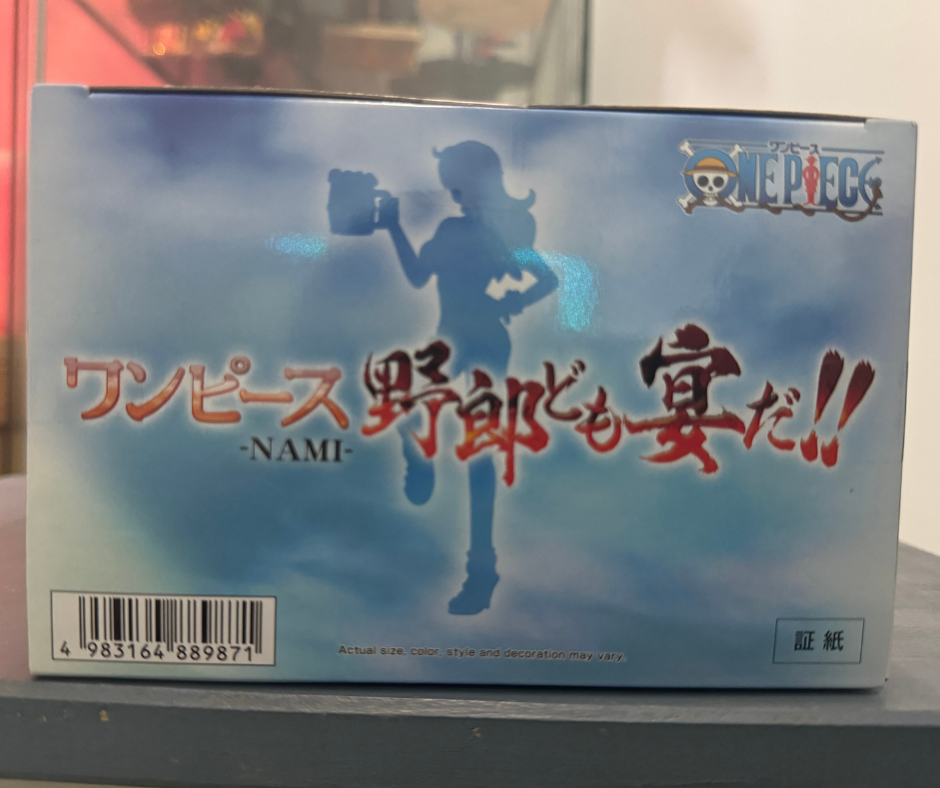 ワンピース
ONE PIECE
ワンピース 野郎ども宴だ!!
-NAMI-
4 983164 889871
Actual size, color, style and decoration may vary.
証紙